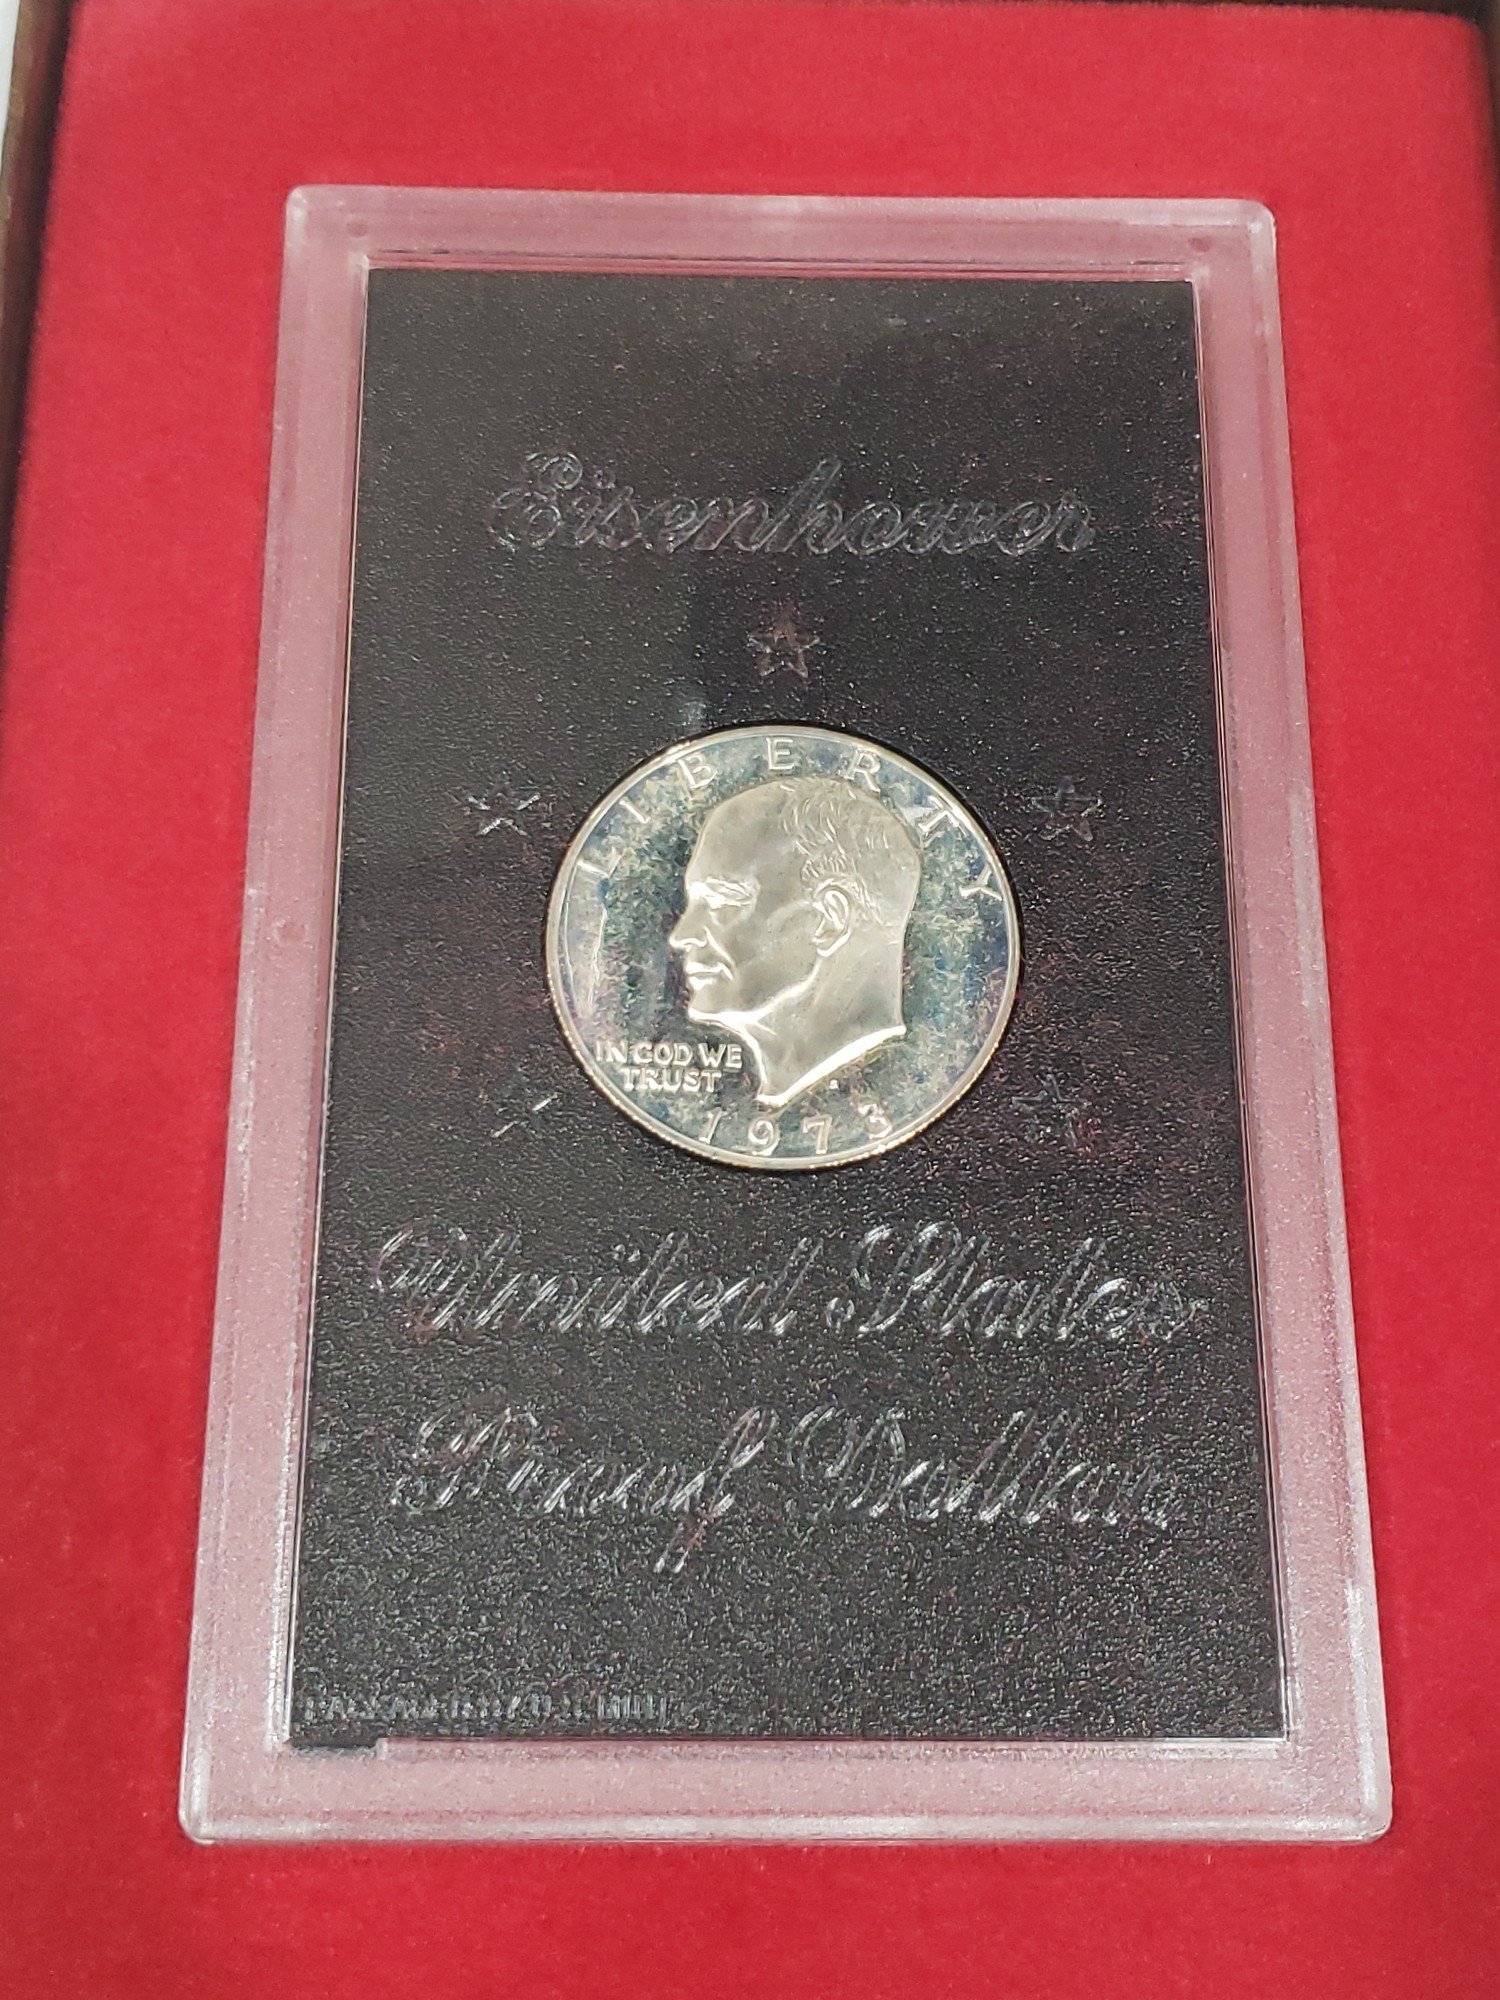 Eisenhower
LIBERTY
IN GOD WE
TRUST
S
1973
United States
Proof Dollar